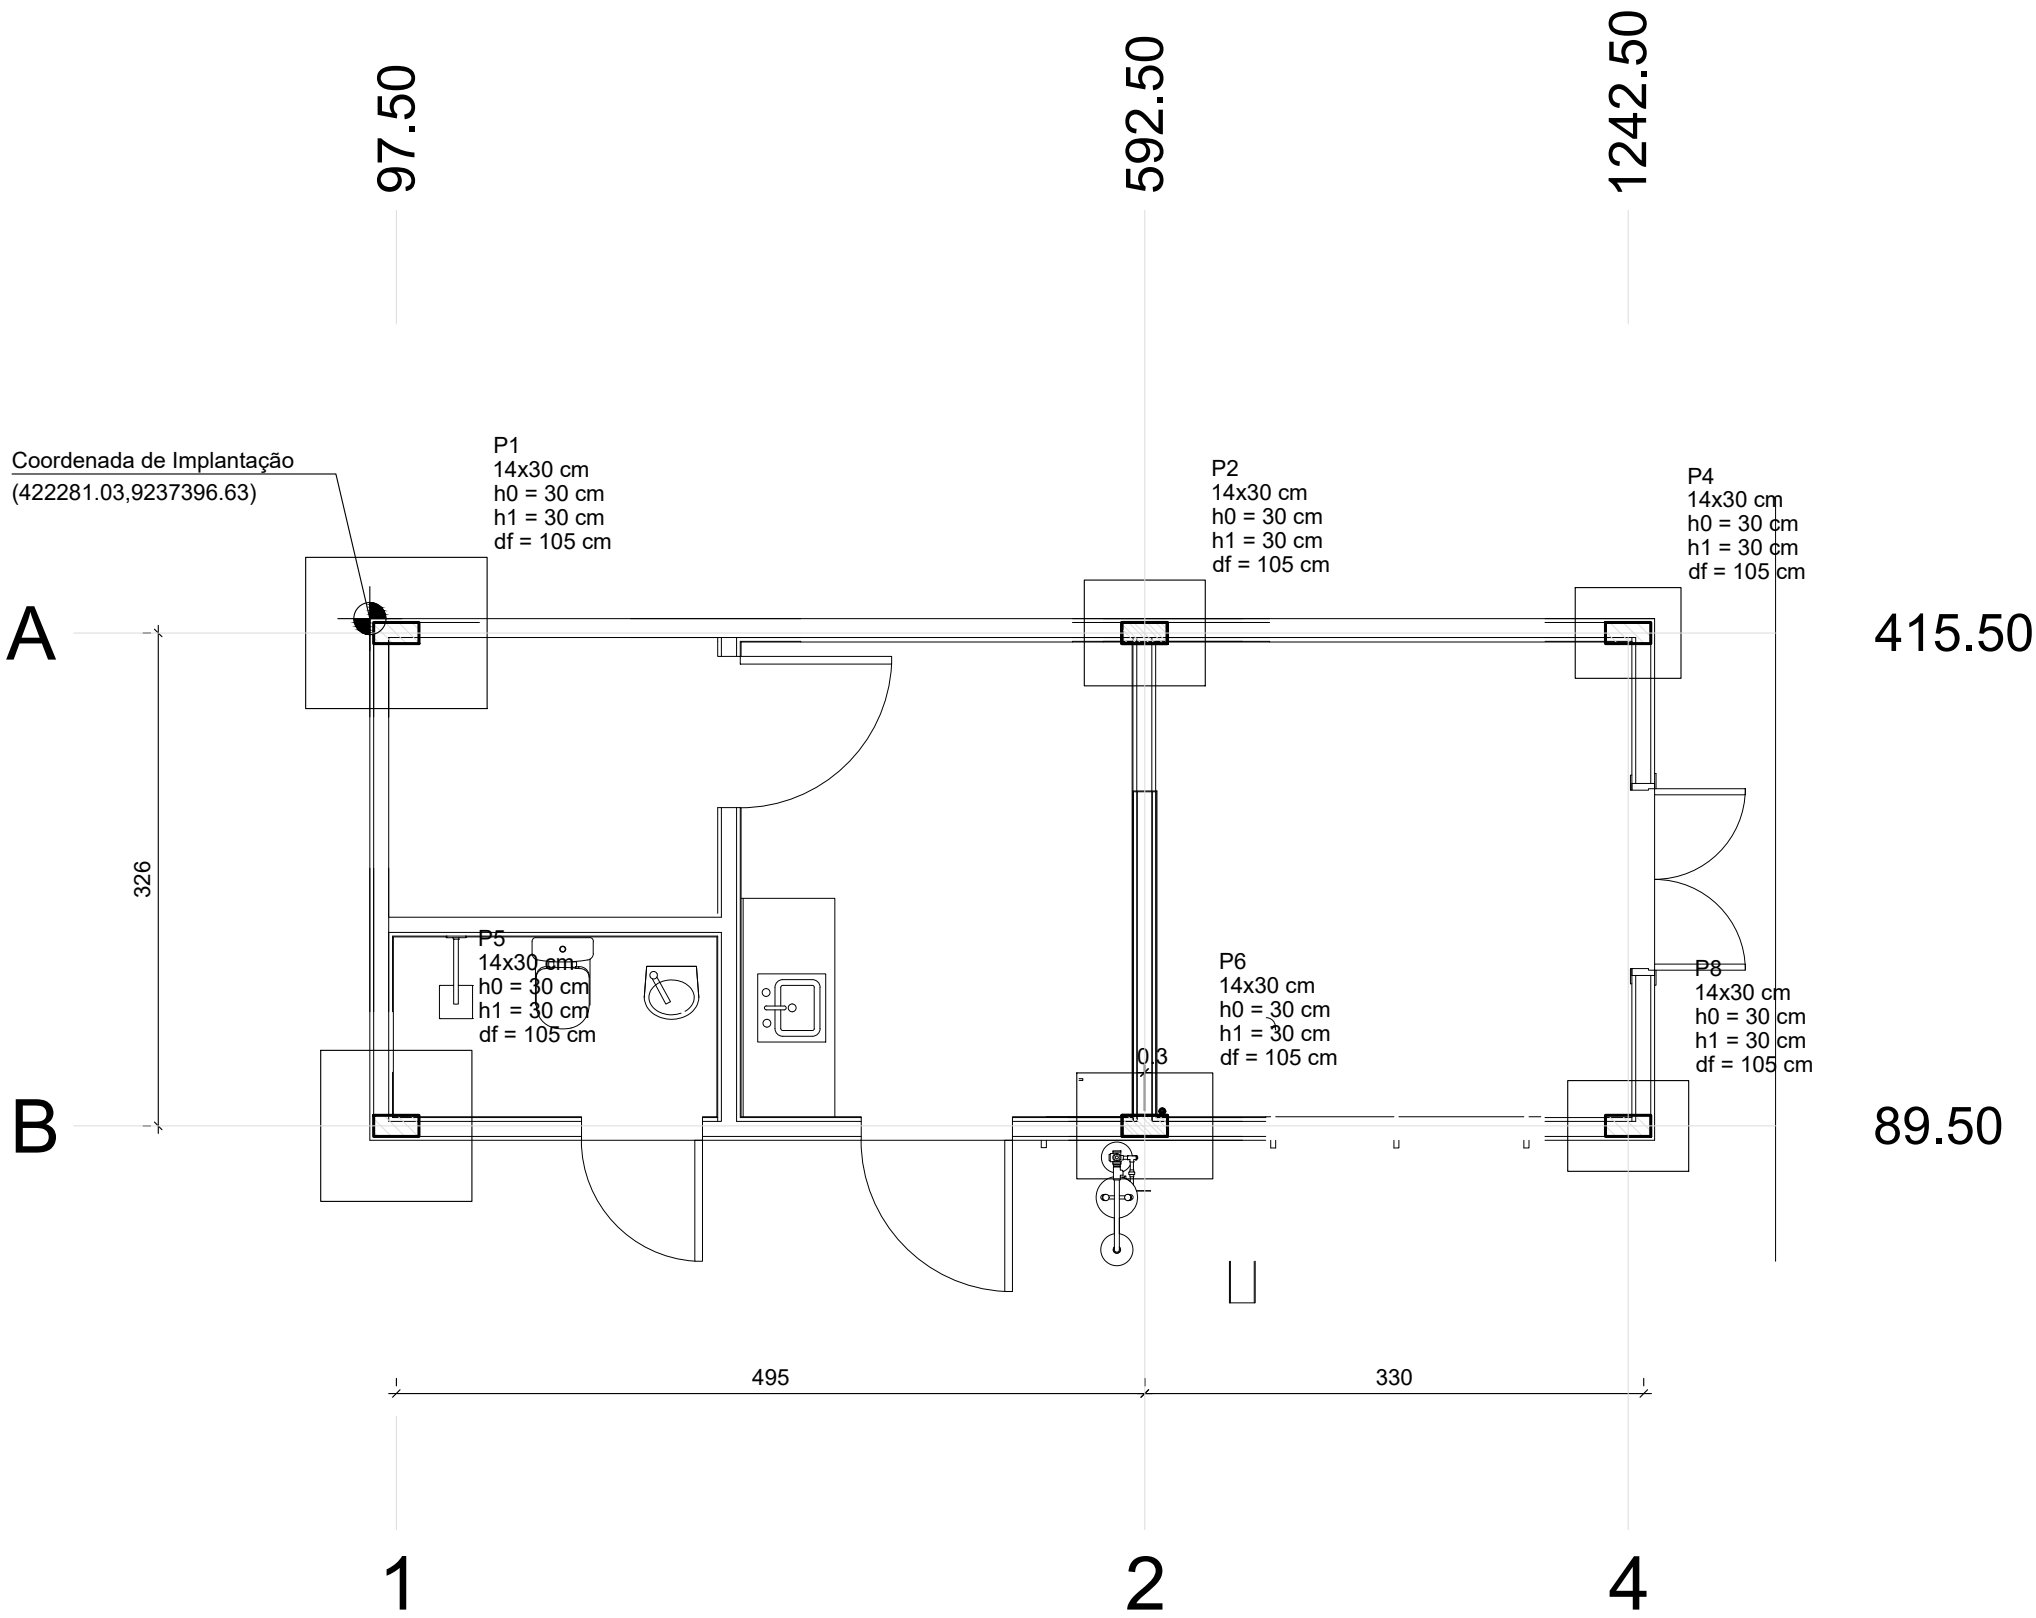 97.50
592.50
1242.50
Coordenada de Implantação
(422281.03,9237396.63)
P1
14x30 cm
h0 = 30 cm
h1 = 30 cm
df = 105 cm
P2
14x30 cm
h0 = 30 cm
h1 = 30 cm
df = 105 cm
P4
14x30 cm
h0 = 30 cm
h1 = 30 cm
df = 105 cm
A
415.50
326
P5
14x30 cm
h0 = 30 cm
h1 = 30 cm
df = 105 cm
P6
14x30 cm
h0 = 30 cm
h1 = 30 cm
df = 105 cm
0.3
P8
14x30 cm
h0 = 30 cm
h1 = 30 cm
df = 105 cm
B
89.50
495
330
1
2
4